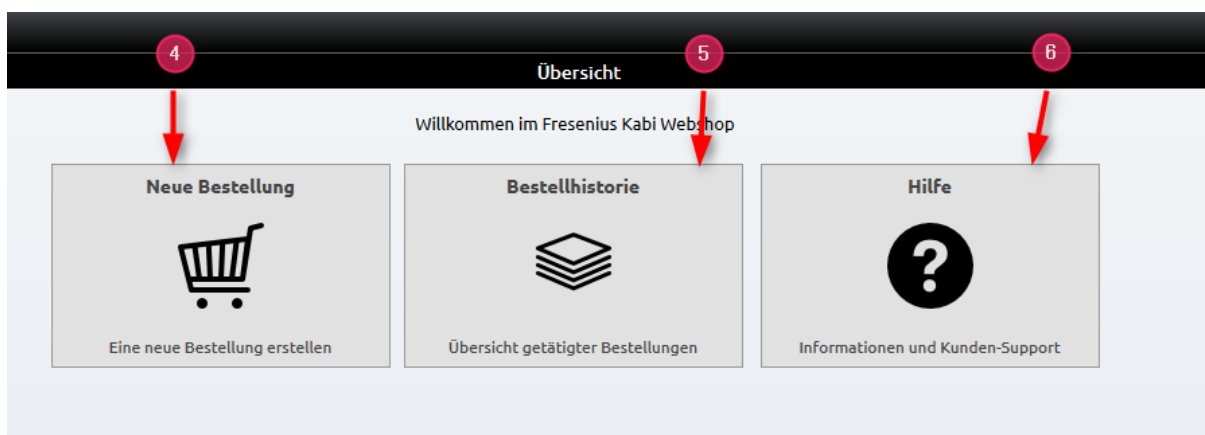 4 5 6
Übersicht
Willkommen im Fresenius Kabi Webshop
Neue Bestellung
Bestellhistorie
Hilfe
?
Eine neue Bestellung erstellen
Übersicht getätigter Bestellungen
Informationen und Kunden-Support